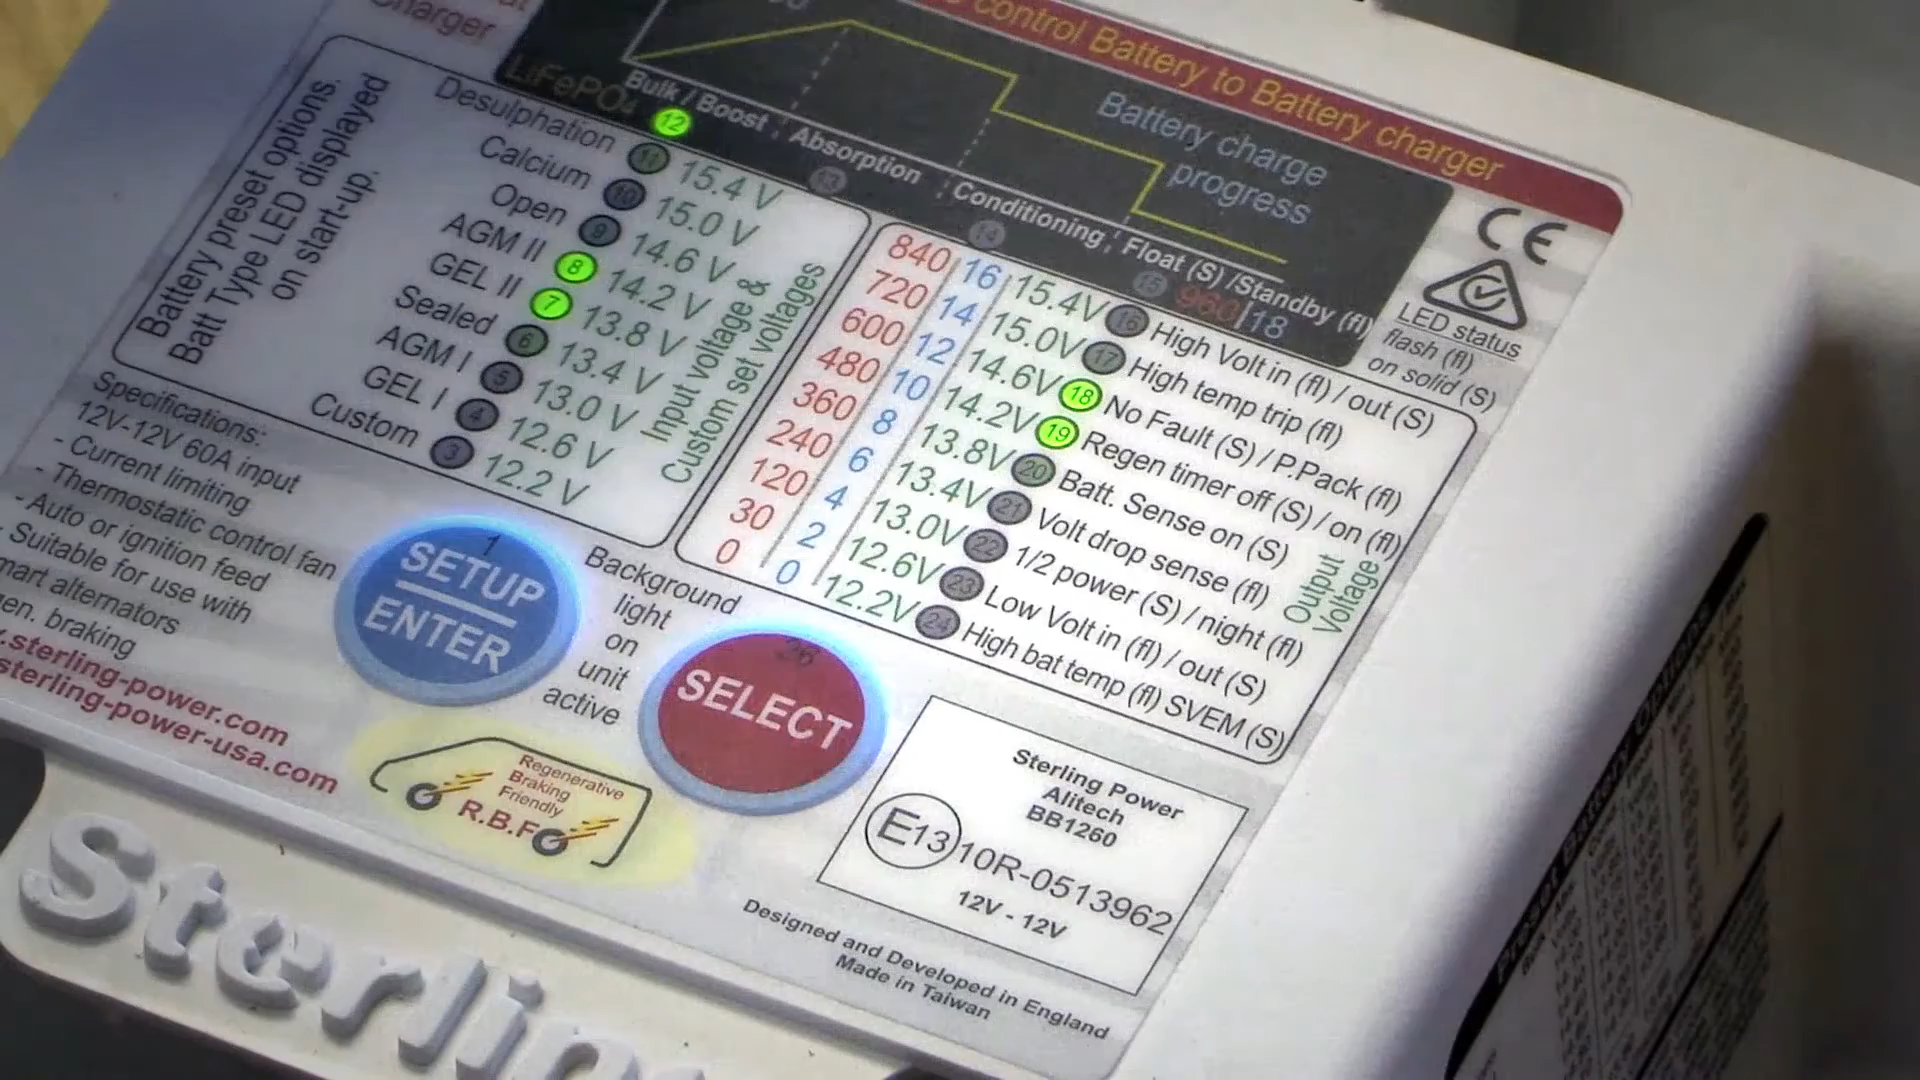 control Battery to Battery charger
Charger
LiFePO4
Bulk / Boost Absorption Conditioning Float (S) /Standby (fl)
Battery charge
progress
12
13
14
15 960 18
Battery preset options.
Batt Type LED displayed
on start-up.
Desulphation 11 15.4 V
Calcium 10 15.0 V
Open 9 14.6 V
AGM II 8 14.2 V
GEL II 7 13.8 V
Sealed 6 13.4 V
AGM I 5 13.0 V
GEL I 4 12.6 V
Custom 3 12.2 V
Input voltage &
Custom set voltages
840 16 15.4V 16 High Volt in (fl) / out (S)
720 14 15.0V 17 High temp trip (fl)
600 12 14.6V 18 No Fault (S) / P.Pack (fl)
480 10 14.2V 19 Regen timer off (S) / on (fl)
360 8 13.8V 20 Batt. Sense on (S)
240 6 13.4V 21 Volt drop sense (fl)
120 4 13.0V 22 1/2 power (S) / night (fl)
30 2 12.6V 23 Low Volt in (fl) / out (S)
0 0 12.2V 24 High bat temp (fl) SVEM (S)
Output
Voltage
CE
LED status
flash (fl)
on solid (S)
Specifications:
12V-12V 60A input
- Current limiting
- Thermostatic control fan
- Auto or ignition feed
- Suitable for use with
mart alternators
en. braking
.sterling-power.com
sterling-power-usa.com
1
SETUP
ENTER
Background
light
on
unit
active
26
SELECT
Regenerative
Braking
Friendly
R.B.F
Sterling Power
Alitech
BB1260
E13 10R-0513962
12V - 12V
Designed and Developed in England
Made in Taiwan
Sterlin